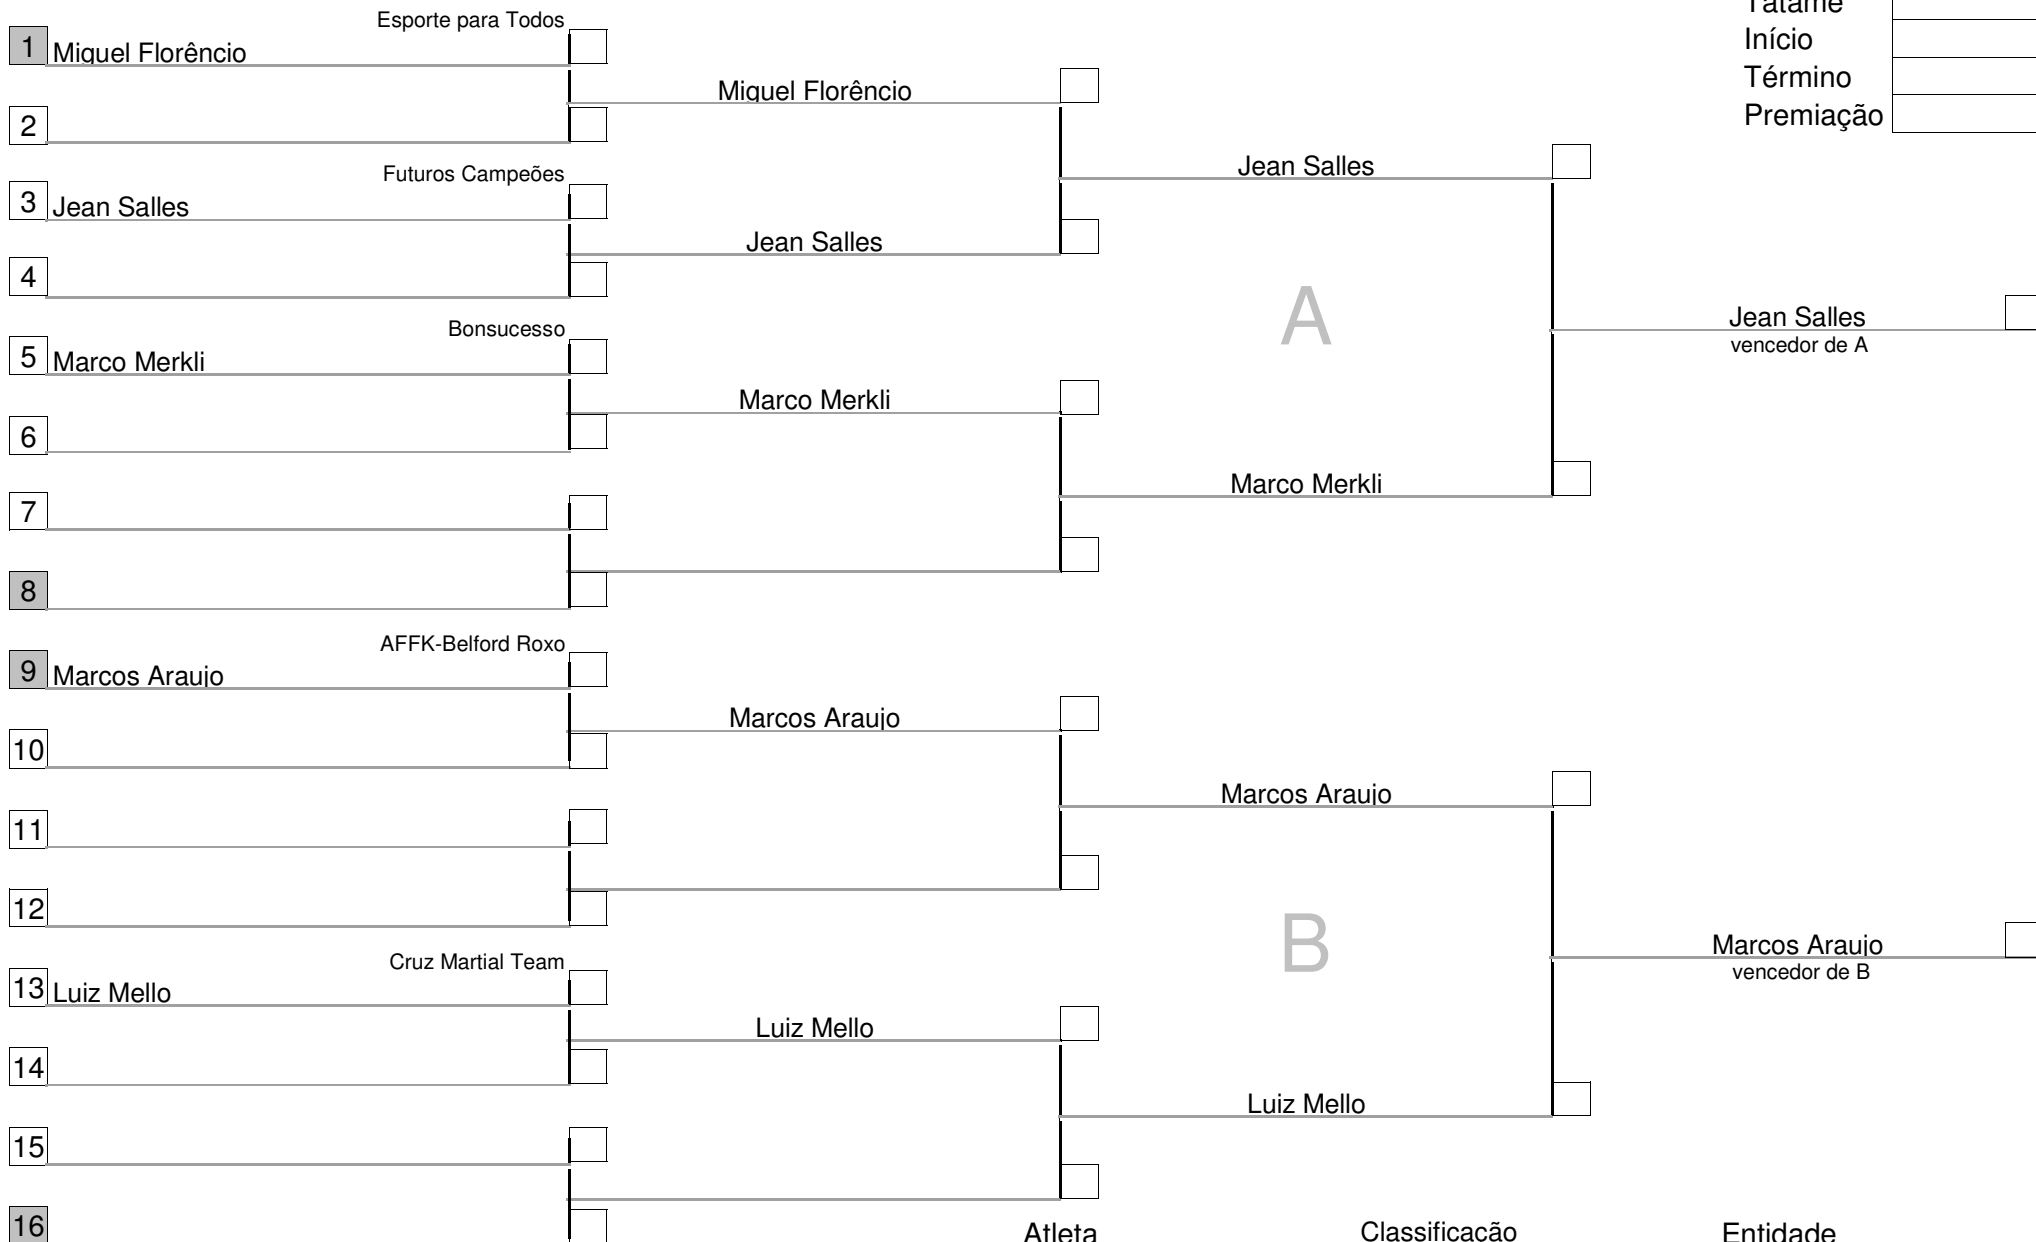 Esporte para Todos
1 Miguel Florêncio
2
Futuros Campeões
3 Jean Salles
4
Bonsucesso
5 Marco Merkli
6
7
8
AFFK-Belford Roxo
9 Marcos Araujo
10
11
12
Cruz Martial Team
13 Luiz Mello
14
15
16
Miguel Florêncio
Jean Salles
Marco Merkli
Marcos Araujo
Luiz Mello
Jean Salles
A
Marco Merkli
Marcos Araujo
B
Luiz Mello
Tatame
Início
Término
Premiação
Jean Salles
vencedor de A
Marcos Araujo
vencedor de B
Atleta Classificação Entidade